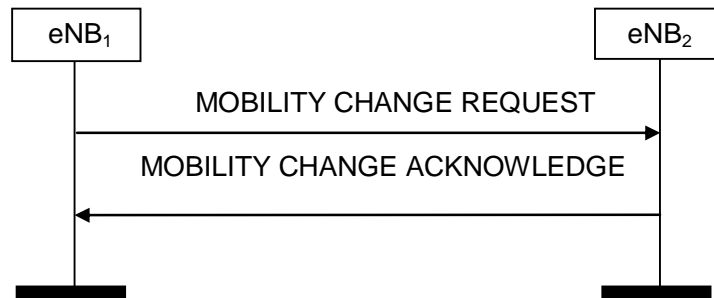 eNB₁
eNB₂
MOBILITY CHANGE REQUEST
MOBILITY CHANGE ACKNOWLEDGE